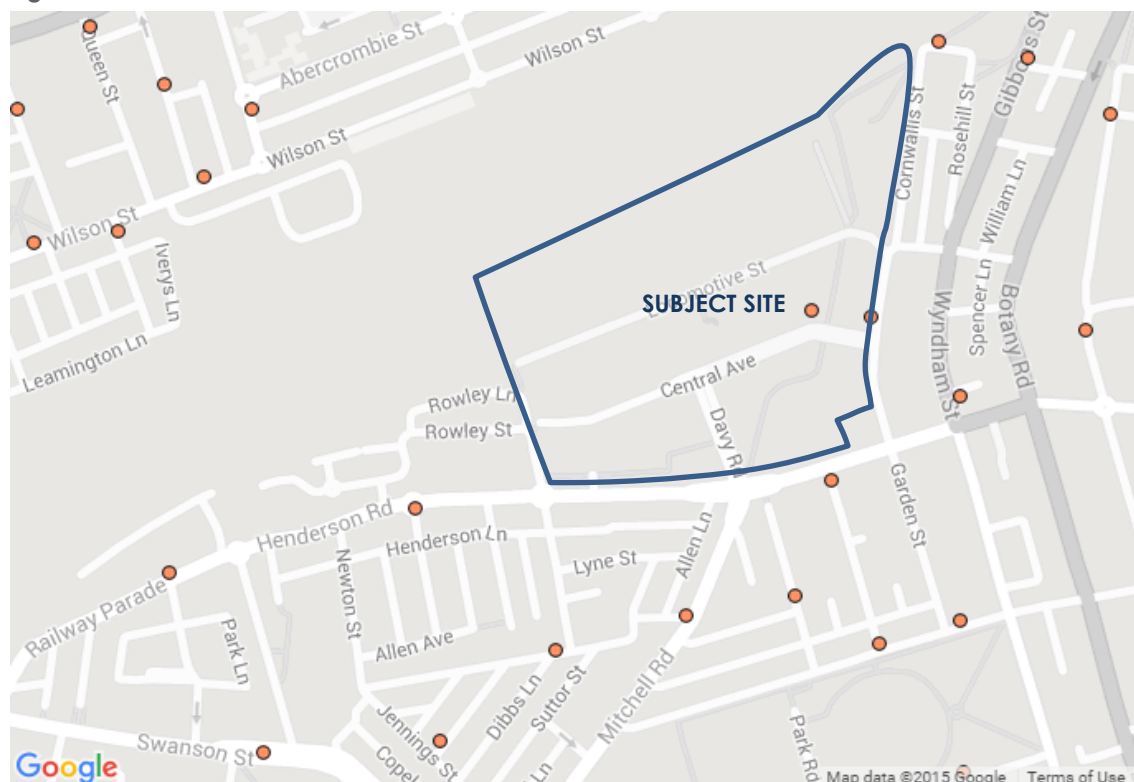 Queen St
Abercrombie St
Wilson St
Wilson St
Wilson St
Iverys Ln
Leamington Ln
Gibbons St
Cornwallis St
Rosehill St
William Ln
Spencer Ln
Wyndham St
Botany Rd
Locomotive St
SUBJECT SITE
Central Ave
Davy Rd
Rowley Ln
Rowley St
Garden St
Henderson Rd
Henderson Ln
Railway Parade
Newton St
Park Ln
Lyne St
Allen Ln
Allen Ave
Dibbs Ln
Suttor St
Mitchell Rd
Jennings St
Copel
Swanson St
Ln
Park Rd
Google
Map data ©2015 Google Terms of Use